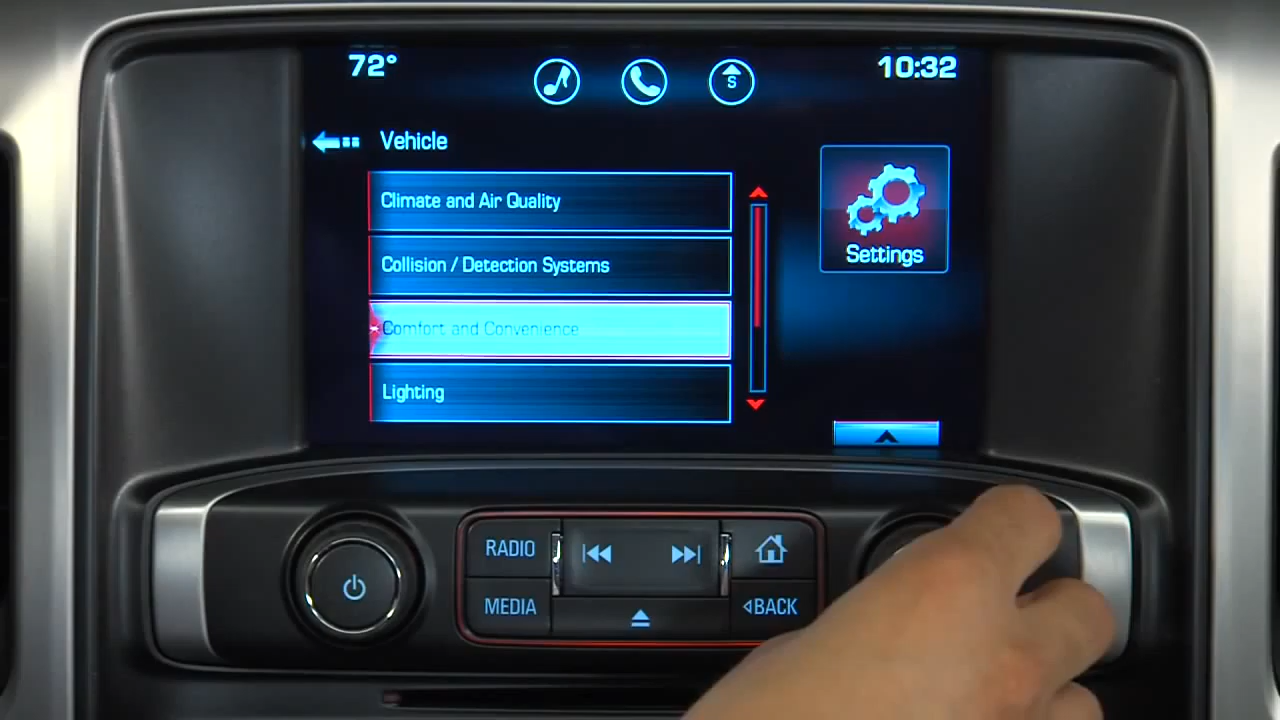 72°
S
10:32
Vehicle
Climate and Air Quality
Collision / Detection Systems
Comfort and Convenience
Lighting
Settings
RADIO
MEDIA
BACK